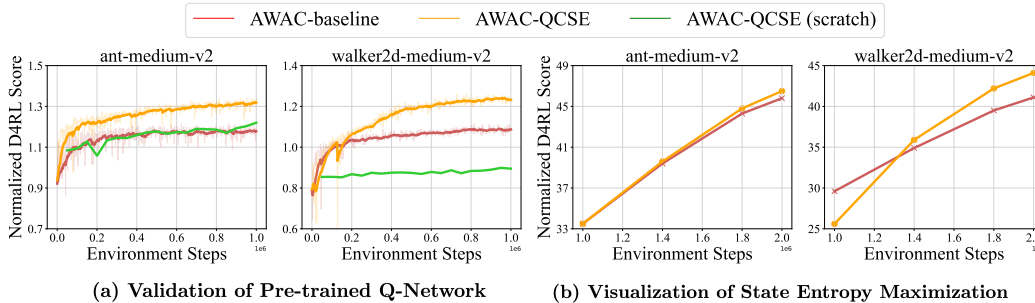 AWAC-baseline AWAC-QCSE AWAC-QCSE (scratch)
ant-medium-v2 walker2d-medium-v2 ant-medium-v2 walker2d-medium-v2
Normalized D4RL Score
1.5
1.3
1.1
0.9
0.7
0.0 0.2 0.4 0.6 0.8 1.0
1e6
Environment Steps
1.4
1.2
1.0
0.8
0.6
0.0 0.2 0.4 0.6 0.8 1.0
1e6
Environment Steps
Normalized D4RL Score
49
45
41
37
33
1.0 1.2 1.4 1.6 1.8 2.0
1e6
Environment Steps
45
40
35
30
25
1.0 1.2 1.4 1.6 1.8 2.0
1e6
Environment Steps
(a) Validation of Pre-trained Q-Network
(b) Visualization of State Entropy Maximization